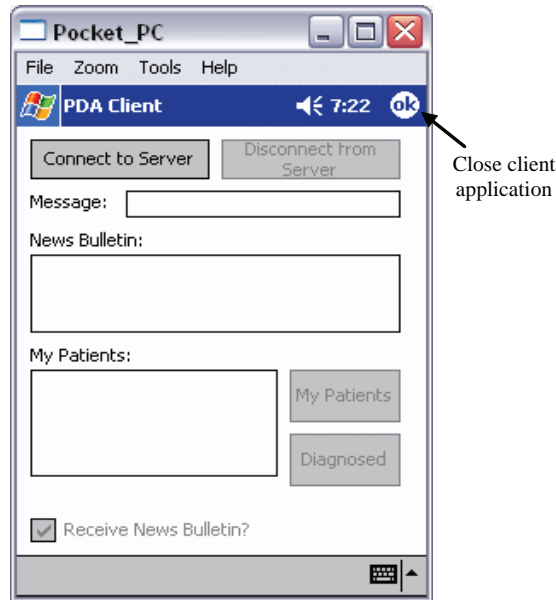 Pocket_PC
File Zoom Tools Help
PDA Client 7:22 ok
Connect to Server
Disconnect from
Server
Message:
News Bulletin:
My Patients:
My Patients
Diagnosed
Receive News Bulletin?
Close client
application